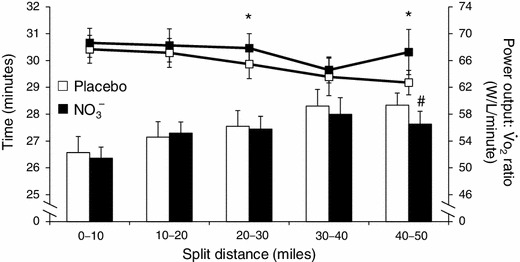 32
31
30
29
28
27
26
25
0
Time (minutes)
* *
#
Placebo
NO₃⁻
74
70
66
62
58
54
50
46
0
Power output: V̇o₂ ratio
(W/L/minute)
0–10 10–20 20–30 30–40 40–50
Split distance (miles)